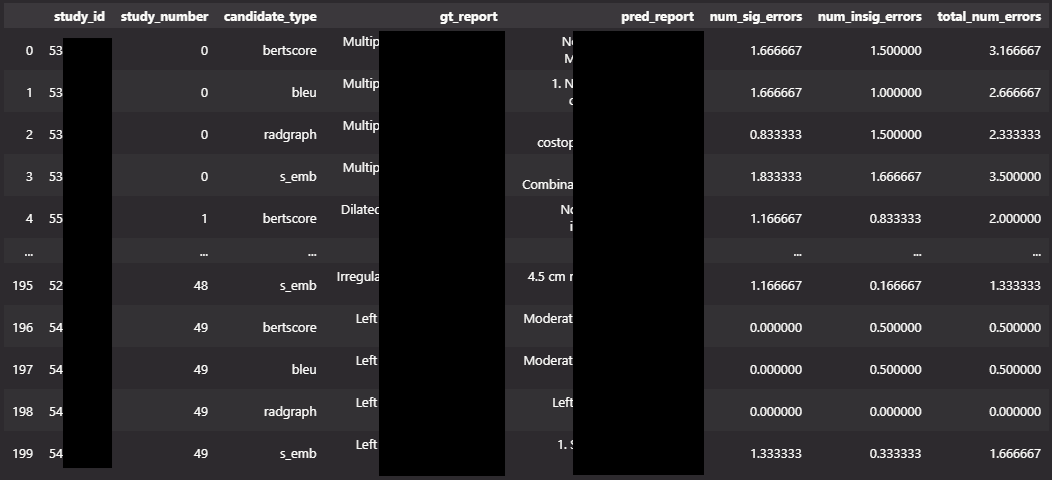 study_id study_number candidate_type gt_report pred_report num_sig_errors num_insig_errors total_num_errors
0 53 0 bertscore Multip No 1.666667 1.500000 3.166667
M
1 53 0 bleu Multip 1. N 1.666667 1.000000 2.666667
2 53 0 radgraph Multip costop 0.833333 1.500000 2.333333
3 53 0 s_emb Multip Combina 1.833333 1.666667 3.500000
4 55 1 bertscore Dilated No 1.166667 0.833333 2.000000
i
... ... ... ... ... ...
195 52 48 s_emb Irregula 4.5 cm 1.166667 0.166667 1.333333
196 54 49 bertscore Left Moderat 0.000000 0.500000 0.500000
197 54 49 bleu Left Moderat 0.000000 0.500000 0.500000
198 54 49 radgraph Left Left 0.000000 0.000000 0.000000
199 54 49 s_emb Left 1. S 1.333333 0.333333 1.666667